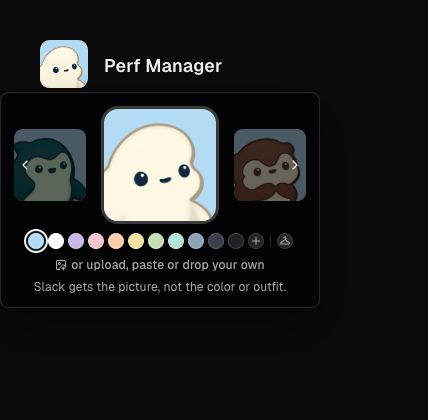 Perf Manager
or upload, paste or drop your own
Slack gets the picture, not the color or outfit.